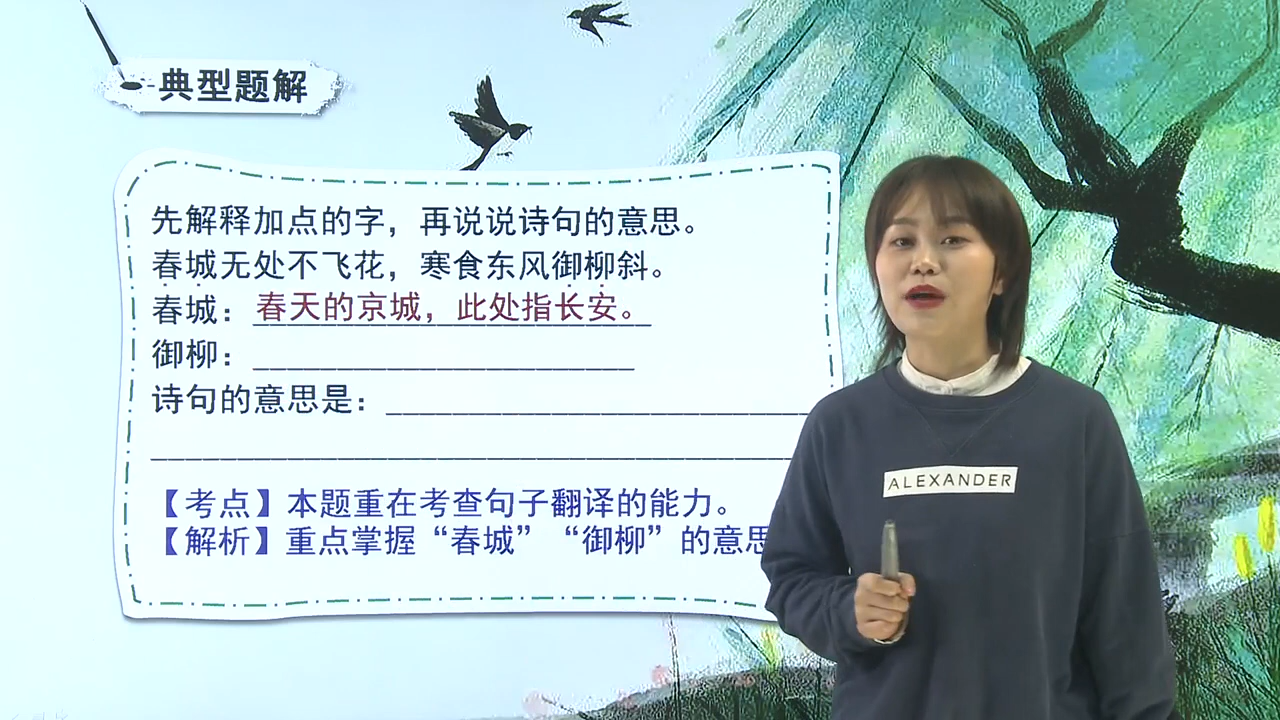 典型题解
先解释加点的字，再说说诗句的意思。
春城无处不飞花，寒食东风御柳斜。
春城：春天的京城，此处指长安。
御柳：
诗句的意思是：
【考点】本题重在考查句子翻译的能力。
【解析】重点掌握“春城”“御柳”的意思
ALEXANDER